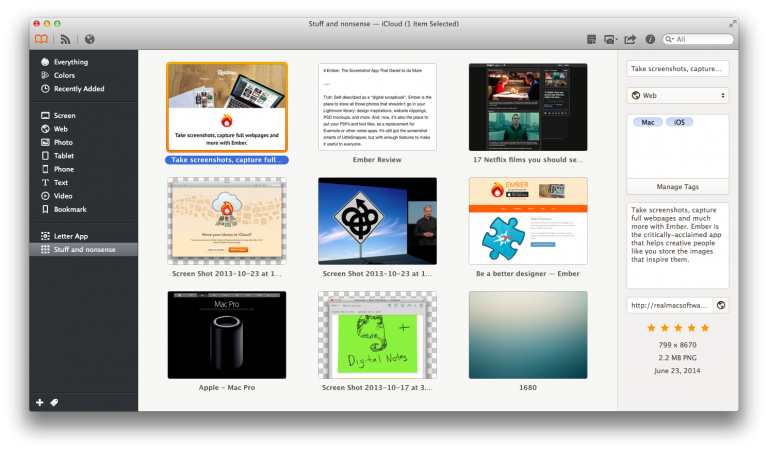 Stuff and nonsense — iCloud (1 Item Selected)
All
Everything
Colors
Recently Added
Screen
Web
Photo
Tablet
Phone
Text
Video
Bookmark
Letter App
Stuff and nonsense
Take screenshots, capture full webpages and more
with Ember.
Take screenshots, capture full...
# Ember: The Screenshot App That Dared to do More
Tl;dr: Self-described as a "digital scrapbook", Ember is the
place to store all those photos that shouldn't go in your
Lightroom library: design inspirations, website clippings,
PSD mockups, and more. And, now, it's also the place to
put your PDFs and text files, as a replacement for
Evernote or other notes apps. It's still got the screenshot
smarts of LittleSnapper, but with enough features to make
it useful to everyone.
Ember Review
17 Netflix films you should se...
Move your Library to iCloud?
Screen Shot 2013-10-23 at 1...
Screen Shot 2013-10-23 at 1...
EMBER
Be a better designer — Ember
Mac Pro
Apple - Mac Pro
Digital Notes
Screen Shot 2013-10-17 at 3....
1680
Take screenshots, capture...
Web
Mac iOS
Manage Tags
Take screenshots, capture
full webpages and much
more with Ember. Ember is
the critically-acclaimed app
that helps creative people
like you store the images
that inspire them.
http://realmacsoftwa...
799 x 8670
2.2 MB PNG
June 23, 2014